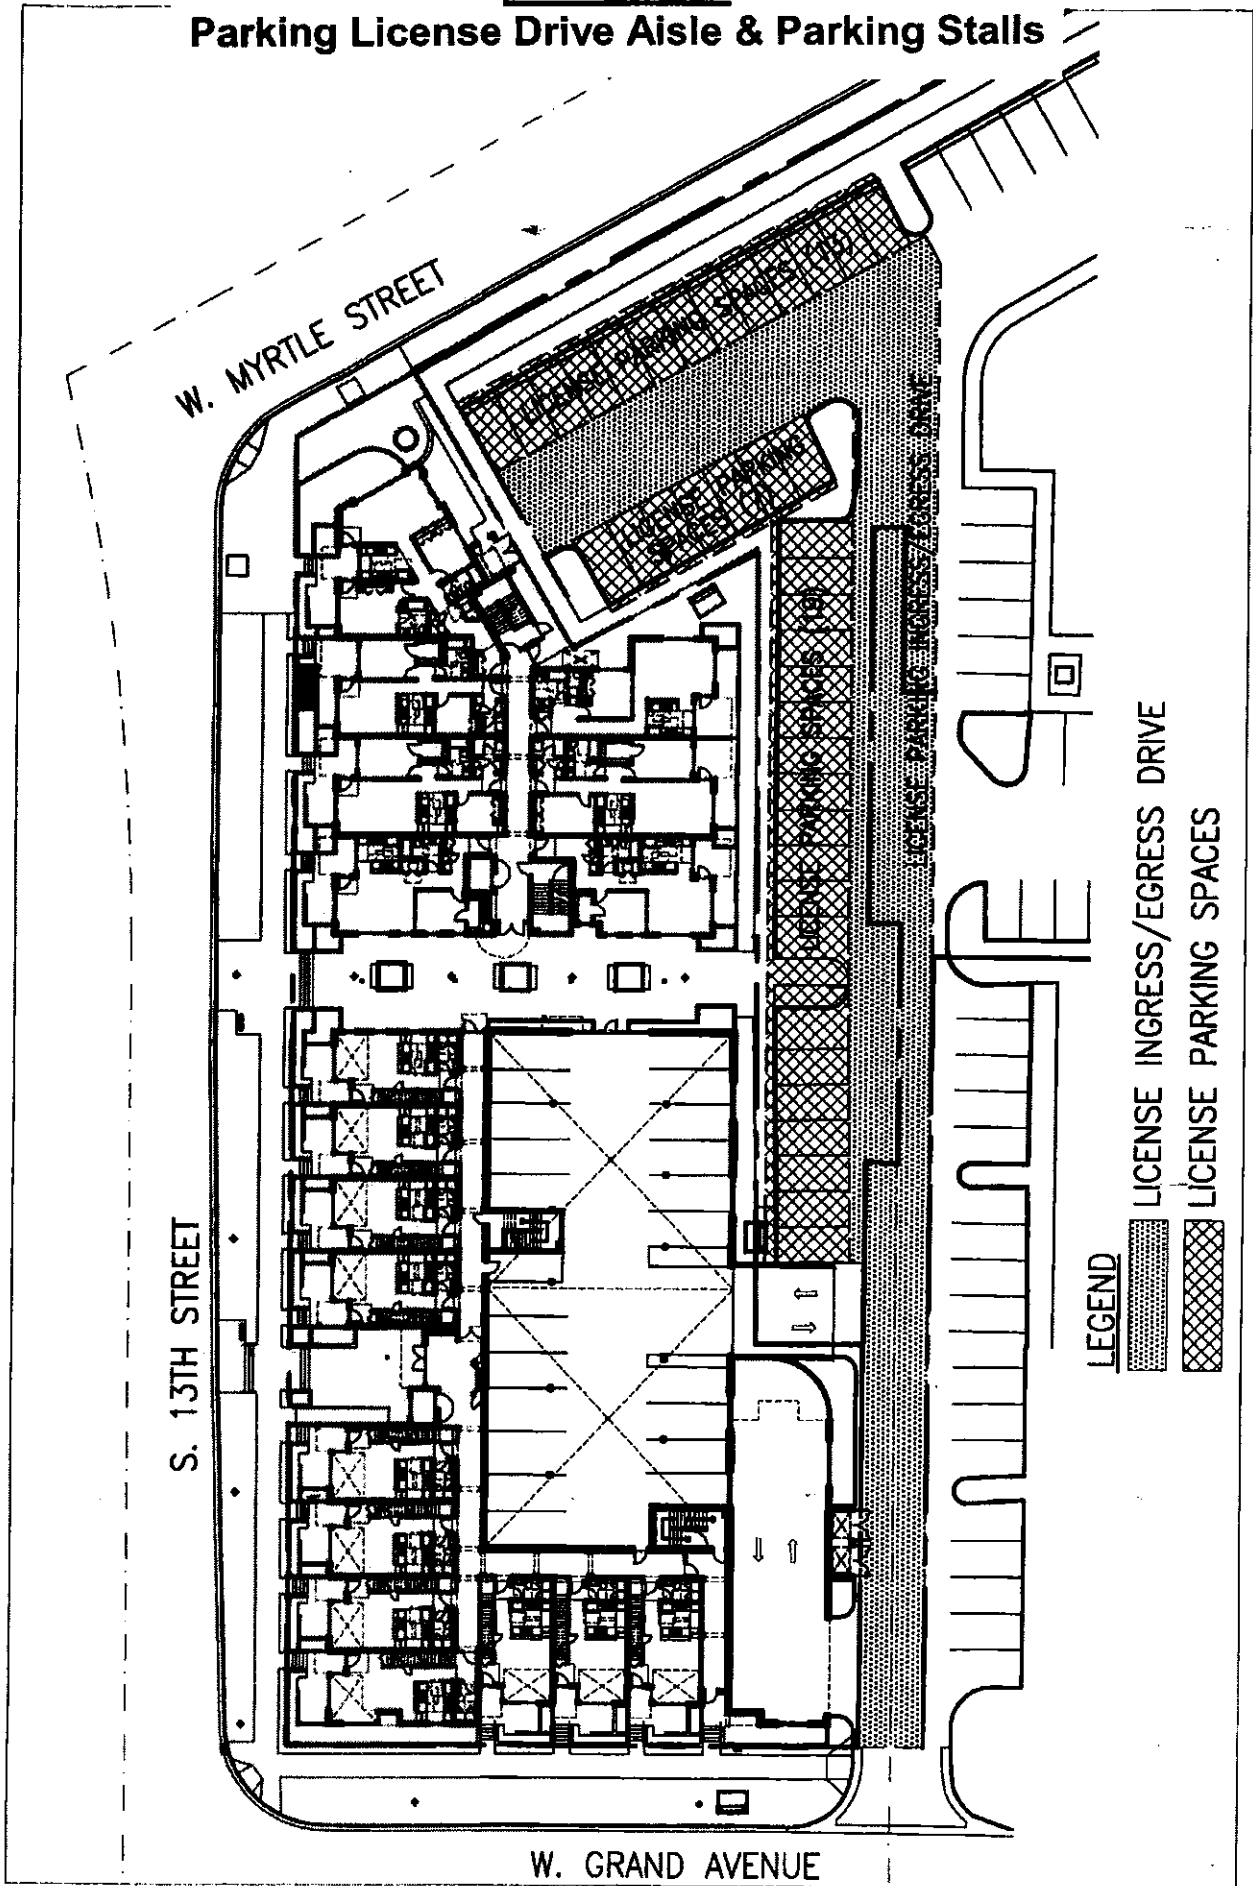 Parking License Drive Aisle & Parking Stalls
W. MYRTLE STREET
LICENSE PARKING SPACES (15)
LICENSE PARKING
SPACES (7)
LICENSE PARKING SPACES (19)
LICENSE PARKING INGRESS/EGRESS DRIVE
S. 13TH STREET
LEGEND
LICENSE INGRESS/EGRESS DRIVE
LICENSE PARKING SPACES
W. GRAND AVENUE